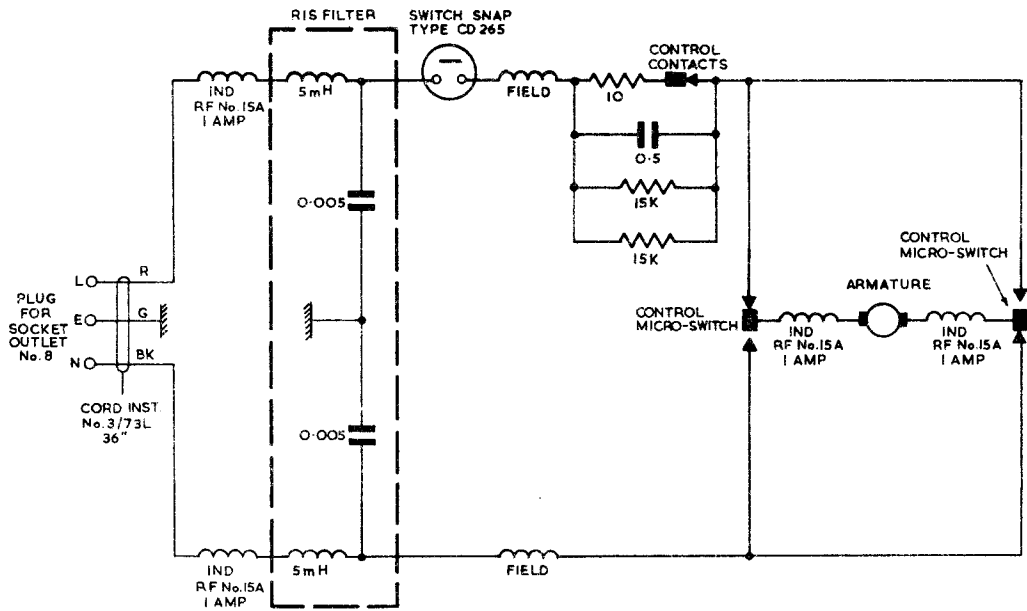 RIS FILTER
SWITCH SNAP
TYPE CD 265
IND
RF No. 15A
1 AMP
5mH
FIELD
10
CONTROL
CONTACTS
0·5
15K
15K
0·005
PLUG
FOR
SOCKET
OUTLET
No. 8
L
R
E
G
N
BK
CORD INST.
No. 3/73L
36"
CONTROL
MICRO-SWITCH
IND
RF No. 15A
1 AMP
ARMATURE
IND
RF No. 15A
1 AMP
CONTROL
MICRO-SWITCH
0·005
IND
RF No. 15A
1 AMP
5mH
FIELD